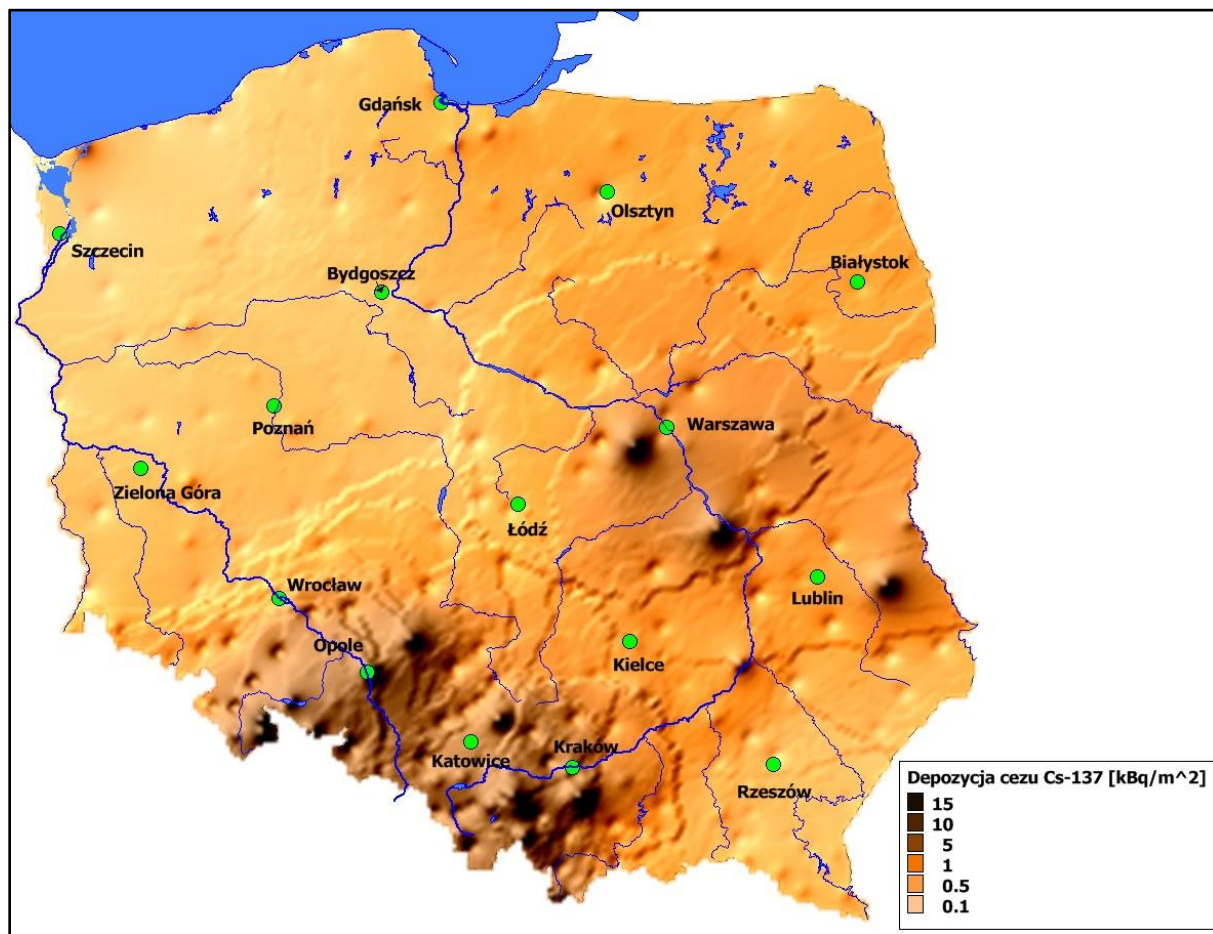 Gdańsk
Olsztyn
Szczecin
Białystok
Bydgoszcz
Poznań
Warszawa
Zielona Góra
Łódź
Wrocław
Lublin
Opole
Kielce
Katowice
Kraków
Rzeszów
Depozycja cezu Cs-137 [kBq/m^2]
15
10
5
1
0.5
0.1